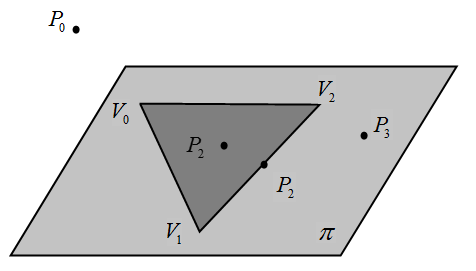 P₀
V₀
V₂
P₂
P₃
P₂
V₁
π